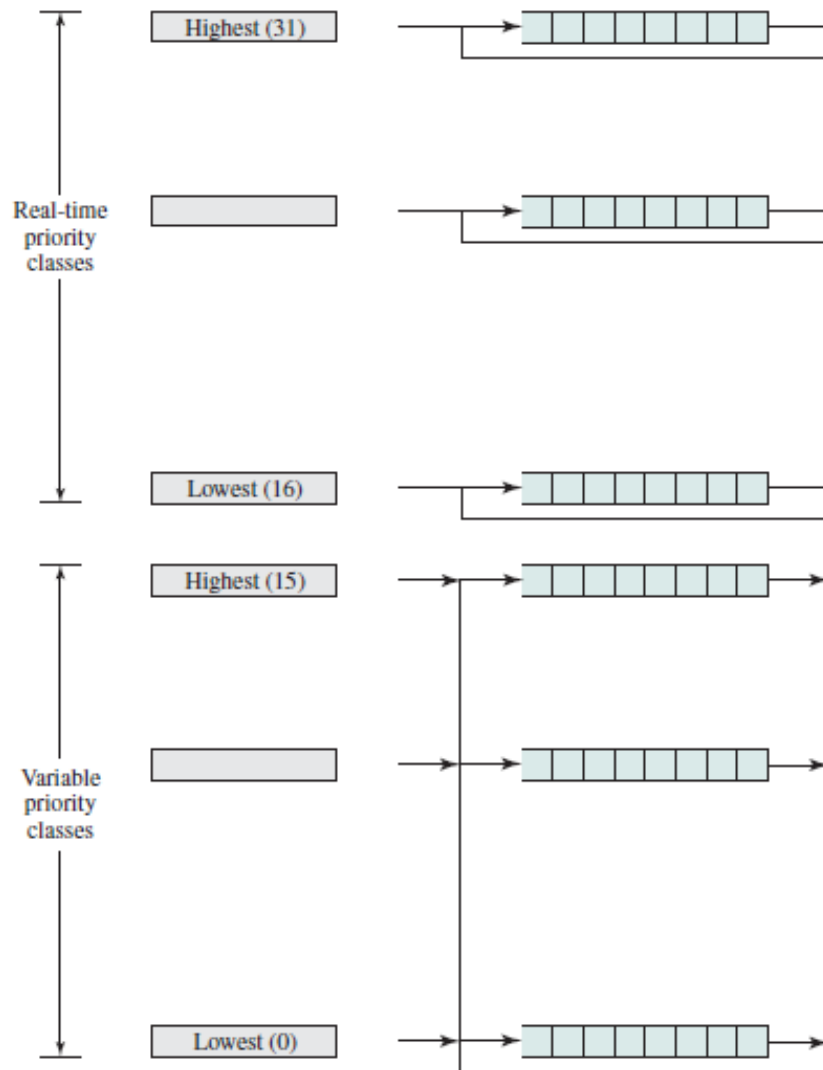 Highest (31)
Real-time
priority
classes
Lowest (16)
Highest (15)
Variable
priority
classes
Lowest (0)